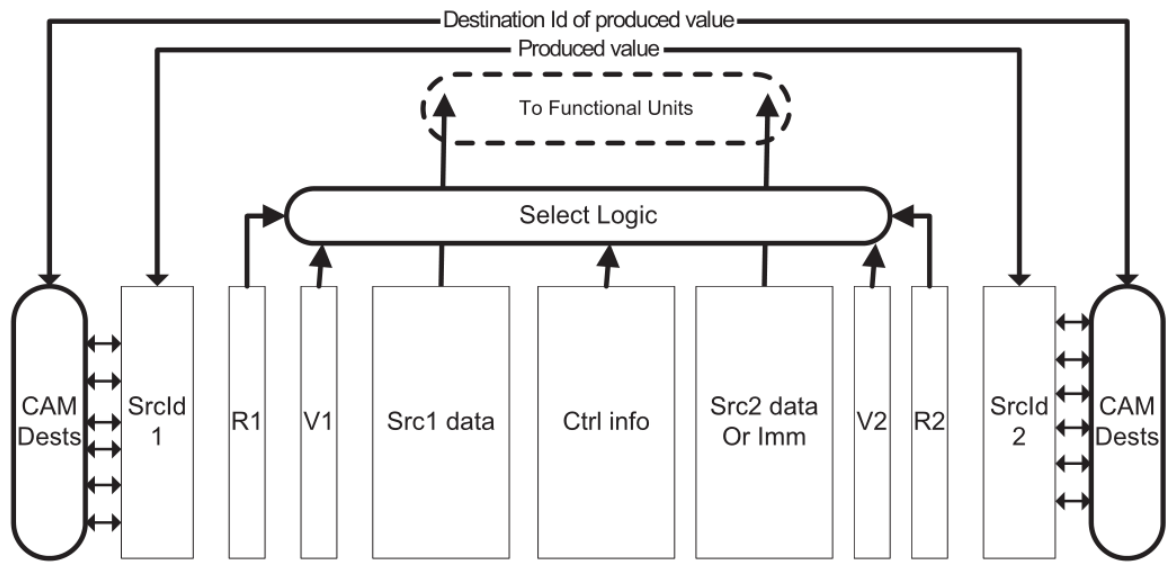 Destination Id of produced value
Produced value
To Functional Units
Select Logic
CAM
Dests
SrcId
1
R1
V1
Src1 data
Ctrl info
Src2 data
Or Imm
V2
R2
SrcId
2
CAM
Dests